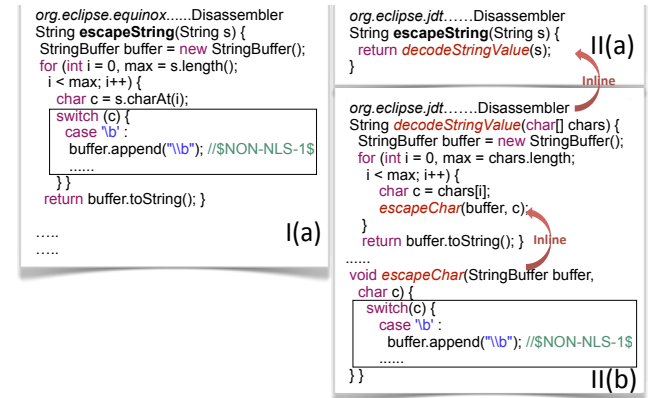 org.eclipse.equinox......Disassembler
String escapeString(String s) {
StringBuffer buffer = new StringBuffer();
for (int i = 0, max = s.length();
i < max; i++) {
char c = s.charAt(i);
switch (c) {
case '\b' :
buffer.append("\\b"); //$NON-NLS-1$
......
} }
return buffer.toString(); }
.....
.....
I(a)
org.eclipse.jdt……Disassembler
String escapeString(String s) {
return decodeStringValue(s);
}
II(a)
Inline
org.eclipse.jdt…….Disassembler
String decodeStringValue(char[] chars) {
StringBuffer buffer = new StringBuffer();
for (int i = 0, max = chars.length;
i < max; i++) {
char c = chars[i];
escapeChar(buffer, c);
}
return buffer.toString(); }
Inline
......
void escapeChar(StringBuffer buffer,
char c) {
switch(c) {
case '\b' :
buffer.append("\\b"); //$NON-NLS-1$
......
} }
II(b)